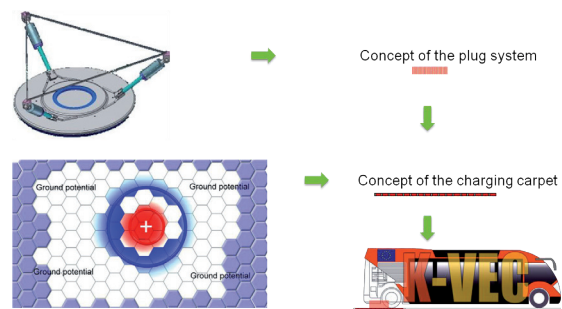 Concept of the plug system
Ground potential Ground potential
Concept of the charging carpet
Ground potential Ground potential
K-VEC